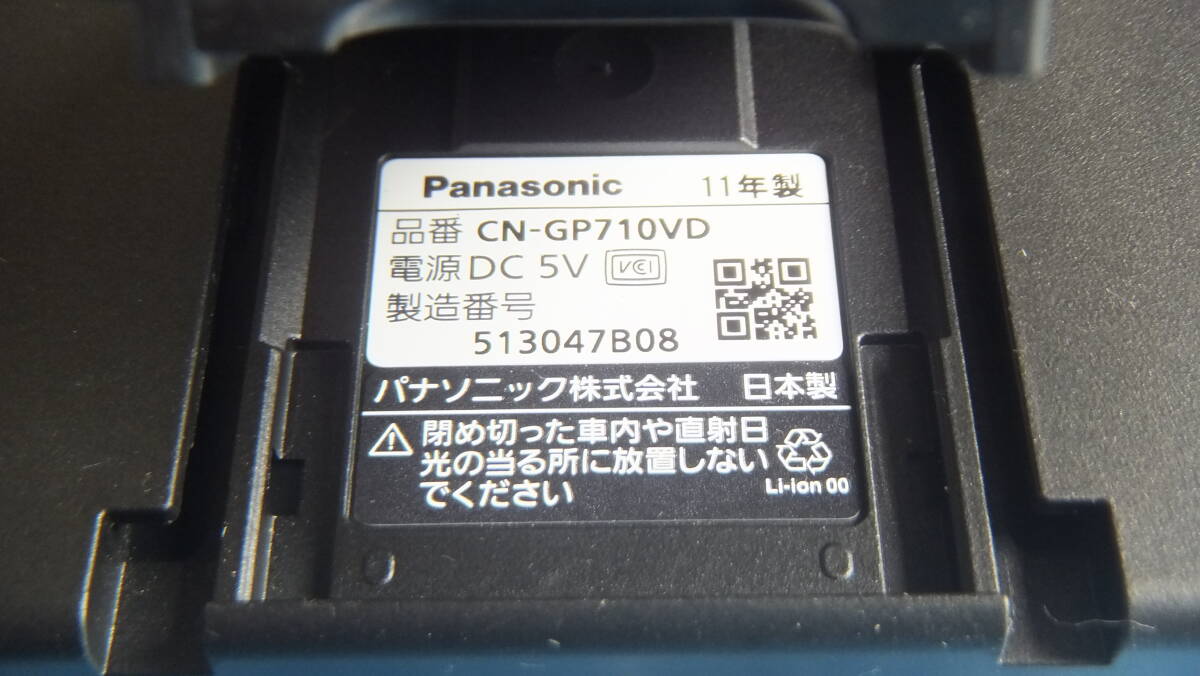 Panasonic 11年製
品番 CN-GP710VD
電源 DC 5V VCCI
製造番号
513047B08
パナソニック株式会社 日本製
閉め切った車内や直射日
光の当る所に放置しない
でください
Li-ion 00